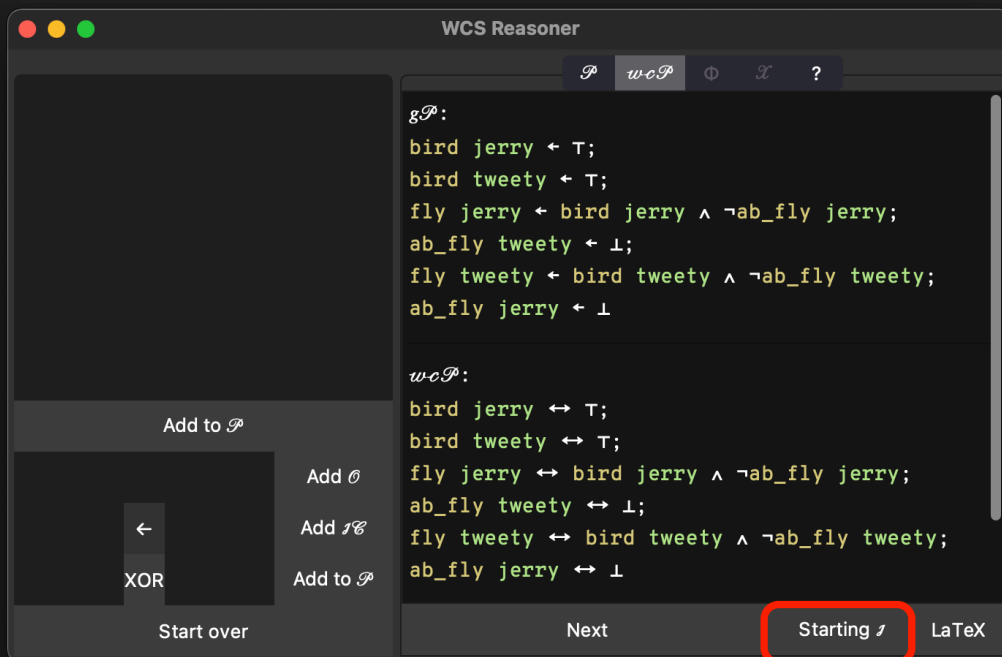 WCS Reasoner
𝒫 wc𝒫 Φ 𝒳 ?
g𝒫:
bird jerry ← ⊤;
bird tweety ← ⊤;
fly jerry ← bird jerry ∧ ¬ab_fly jerry;
ab_fly tweety ← ⊥;
fly tweety ← bird tweety ∧ ¬ab_fly tweety;
ab_fly jerry ← ⊥
wc𝒫:
bird jerry ↔ ⊤;
bird tweety ↔ ⊤;
fly jerry ↔ bird jerry ∧ ¬ab_fly jerry;
ab_fly tweety ↔ ⊥;
fly tweety ↔ bird tweety ∧ ¬ab_fly tweety;
ab_fly jerry ↔ ⊥
Add to 𝒫
Add 𝒪
←
Add ℐ𝒞
XOR
Add to 𝒫
Start over
Next
Starting ℐ
LaTeX